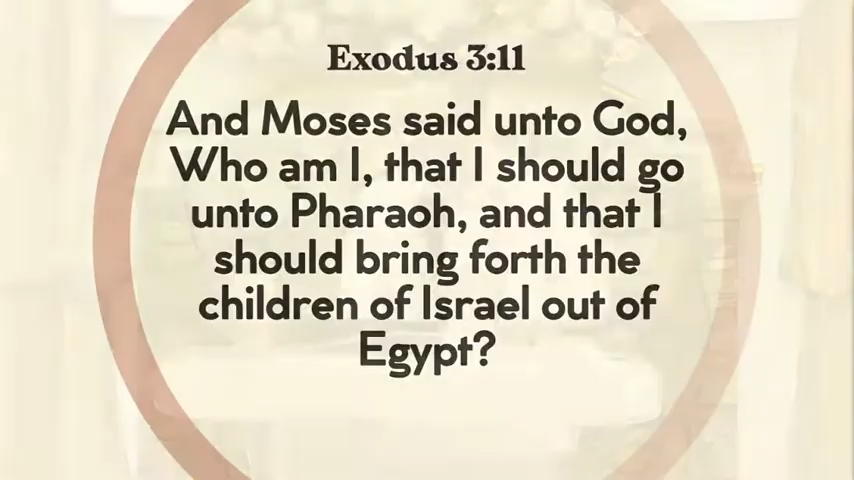 Exodus 3:11
And Moses said unto God,
Who am I, that I should go
unto Pharaoh, and that I
should bring forth the
children of Israel out of
Egypt?